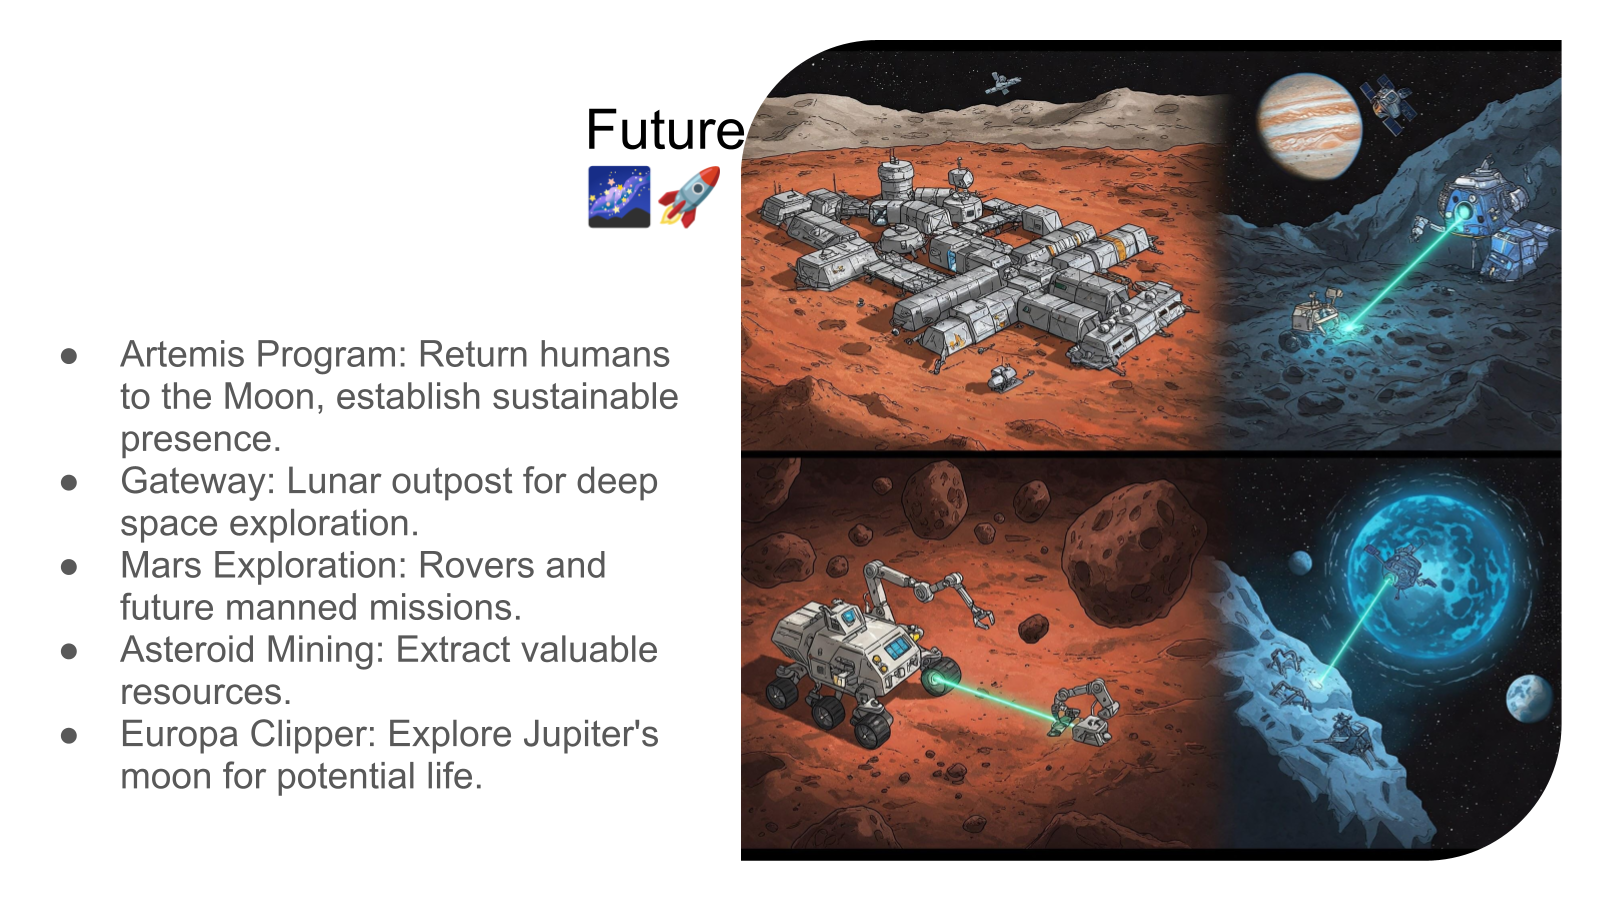 Future
🌌🚀
● Artemis Program: Return humans
to the Moon, establish sustainable
presence.
● Gateway: Lunar outpost for deep
space exploration.
● Mars Exploration: Rovers and
future manned missions.
● Asteroid Mining: Extract valuable
resources.
● Europa Clipper: Explore Jupiter's
moon for potential life.